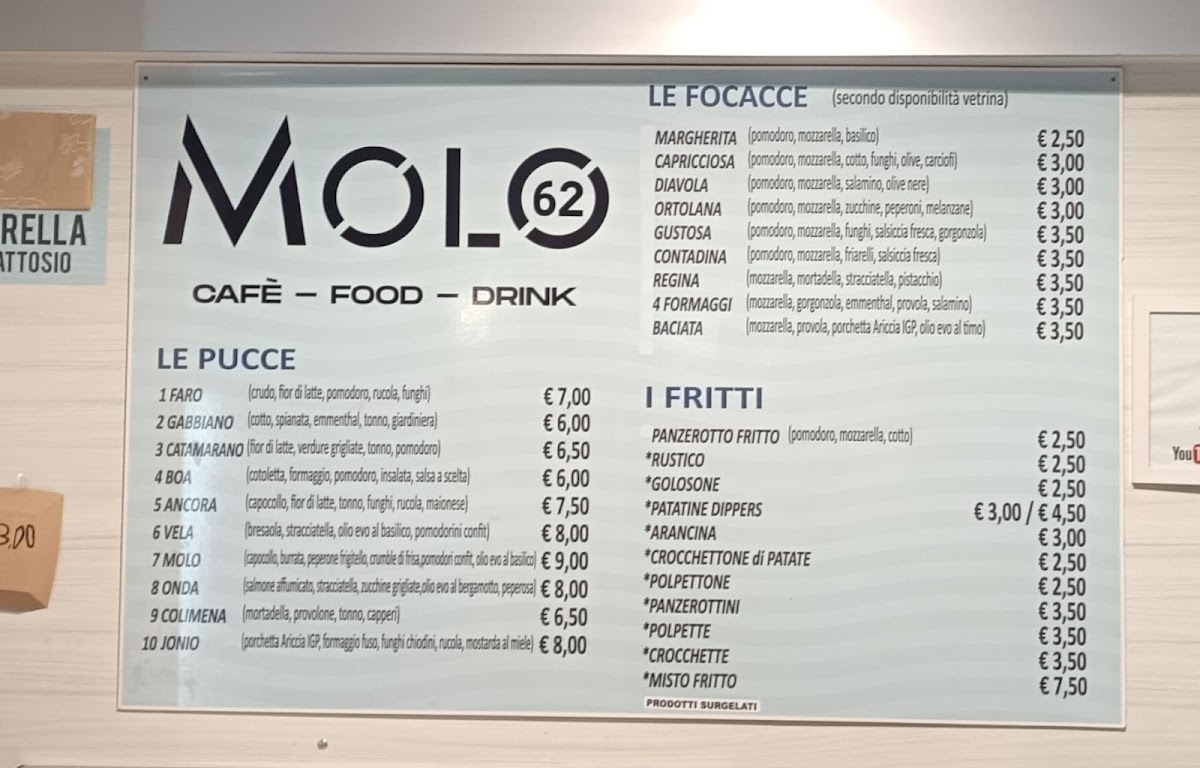 RELLA
ATTOSIO
3,00
MOLO 62
CAFÈ – FOOD – DRINK
LE PUCCE
1 FARO (crudo, fior di latte, pomodoro, rucola, funghi) € 7,00
2 GABBIANO (cotto, spianata, emmenthal, tonno, giardiniera) € 6,00
3 CATAMARANO (fior di latte, verdure grigliate, tonno, pomodoro) € 6,50
4 BOA (cotoletta, formaggio, pomodoro, insalata, salsa a scelta) € 6,00
5 ANCORA (capocollo, fior di latte, tonno, funghi, rucola, maionese) € 7,50
6 VELA (bresaola, stracciatella, olio evo al basilico, pomodorini confit) € 8,00
7 MOLO (capocollo, burrata, peperone frigitello, crumble di frisa,pomodori confit, olio evo al basilico) € 9,00
8 ONDA (salmone affumicato, stracciatella, zucchine grigliate,olio evo al bergamotto, peperosa) € 8,00
9 COLIMENA (mortadella, provolone, tonno, capperi) € 6,50
10 JONIO (porchetta Ariccia IGP, formaggio fuso, funghi chiodini, rucola, mostarda al miele) € 8,00
LE FOCACCE (secondo disponibilità vetrina)
MARGHERITA (pomodoro, mozzarella, basilico) € 2,50
CAPRICCIOSA (pomodoro, mozzarella, cotto, funghi, olive, carciofi) € 3,00
DIAVOLA (pomodoro, mozzarella, salamino, olive nere) € 3,00
ORTOLANA (pomodoro, mozzarella, zucchine, peperoni, melanzane) € 3,00
GUSTOSA (pomodoro, mozzarella, funghi, salsiccia fresca, gorgonzola) € 3,50
CONTADINA (pomodoro, mozzarella, friarelli, salsiccia fresca) € 3,50
REGINA (mozzarella, mortadella, stracciatella, pistacchio) € 3,50
4 FORMAGGI (mozzarella, gorgonzola, emmenthal, provola, salamino) € 3,50
BACIATA (mozzarella, provola, porchetta Ariccia IGP, olio evo al timo) € 3,50
I FRITTI
PANZEROTTO FRITTO (pomodoro, mozzarella, cotto) € 2,50
*RUSTICO € 2,50
*GOLOSONE € 2,50
*PATATINE DIPPERS € 3,00 / € 4,50
*ARANCINA € 3,00
*CROCCHETTONE di PATATE € 2,50
*POLPETTONE € 2,50
*PANZEROTTINI € 3,50
*POLPETTE € 3,50
*CROCCHETTE € 3,50
*MISTO FRITTO € 7,50
PRODOTTI SURGELATI
You